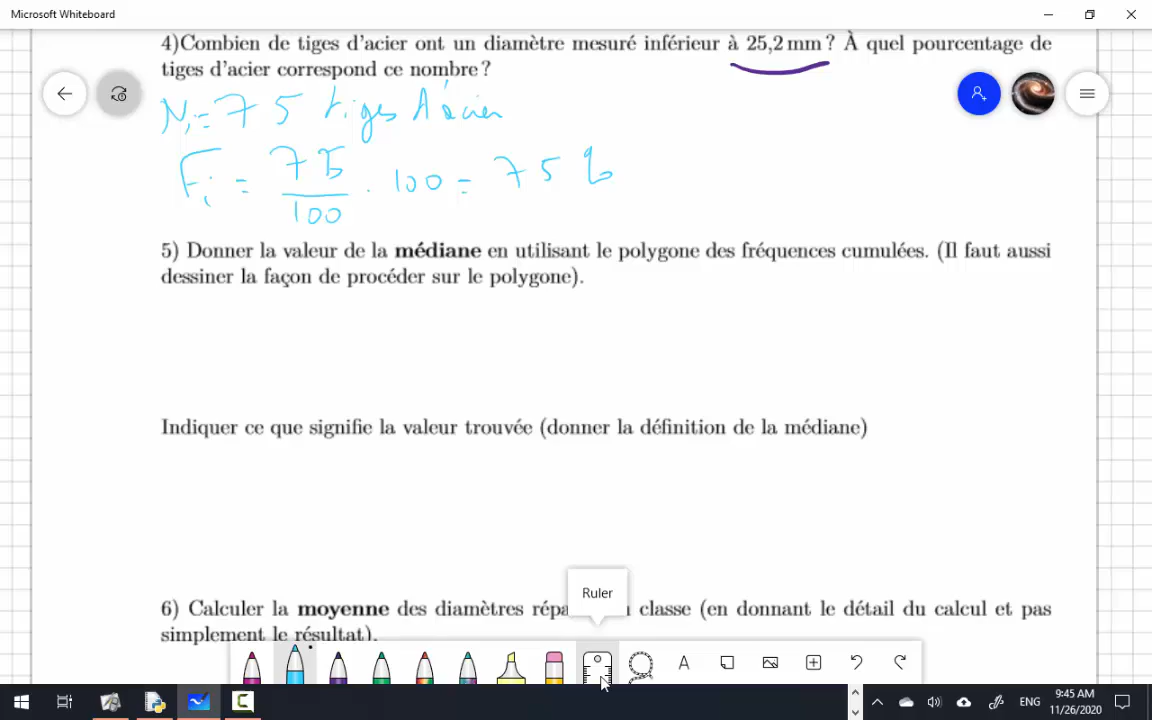 Microsoft Whiteboard
4)Combien de tiges d'acier ont un diamètre mesuré inférieur à 25,2 mm ? À quel pourcentage de
tiges d'acier correspond ce nombre ?
Ni = 75 tiges d'acier
Fi = 75/100 · 100 = 75 %
5) Donner la valeur de la médiane en utilisant le polygone des fréquences cumulées. (Il faut aussi
dessiner la façon de procéder sur le polygone).
Indiquer ce que signifie la valeur trouvée (donner la définition de la médiane)
Ruler
6) Calculer la moyenne des diamètres répa classe (en donnant le détail du calcul et pas
simplement le résultat).
A
ENG
9:45 AM
11/26/2020